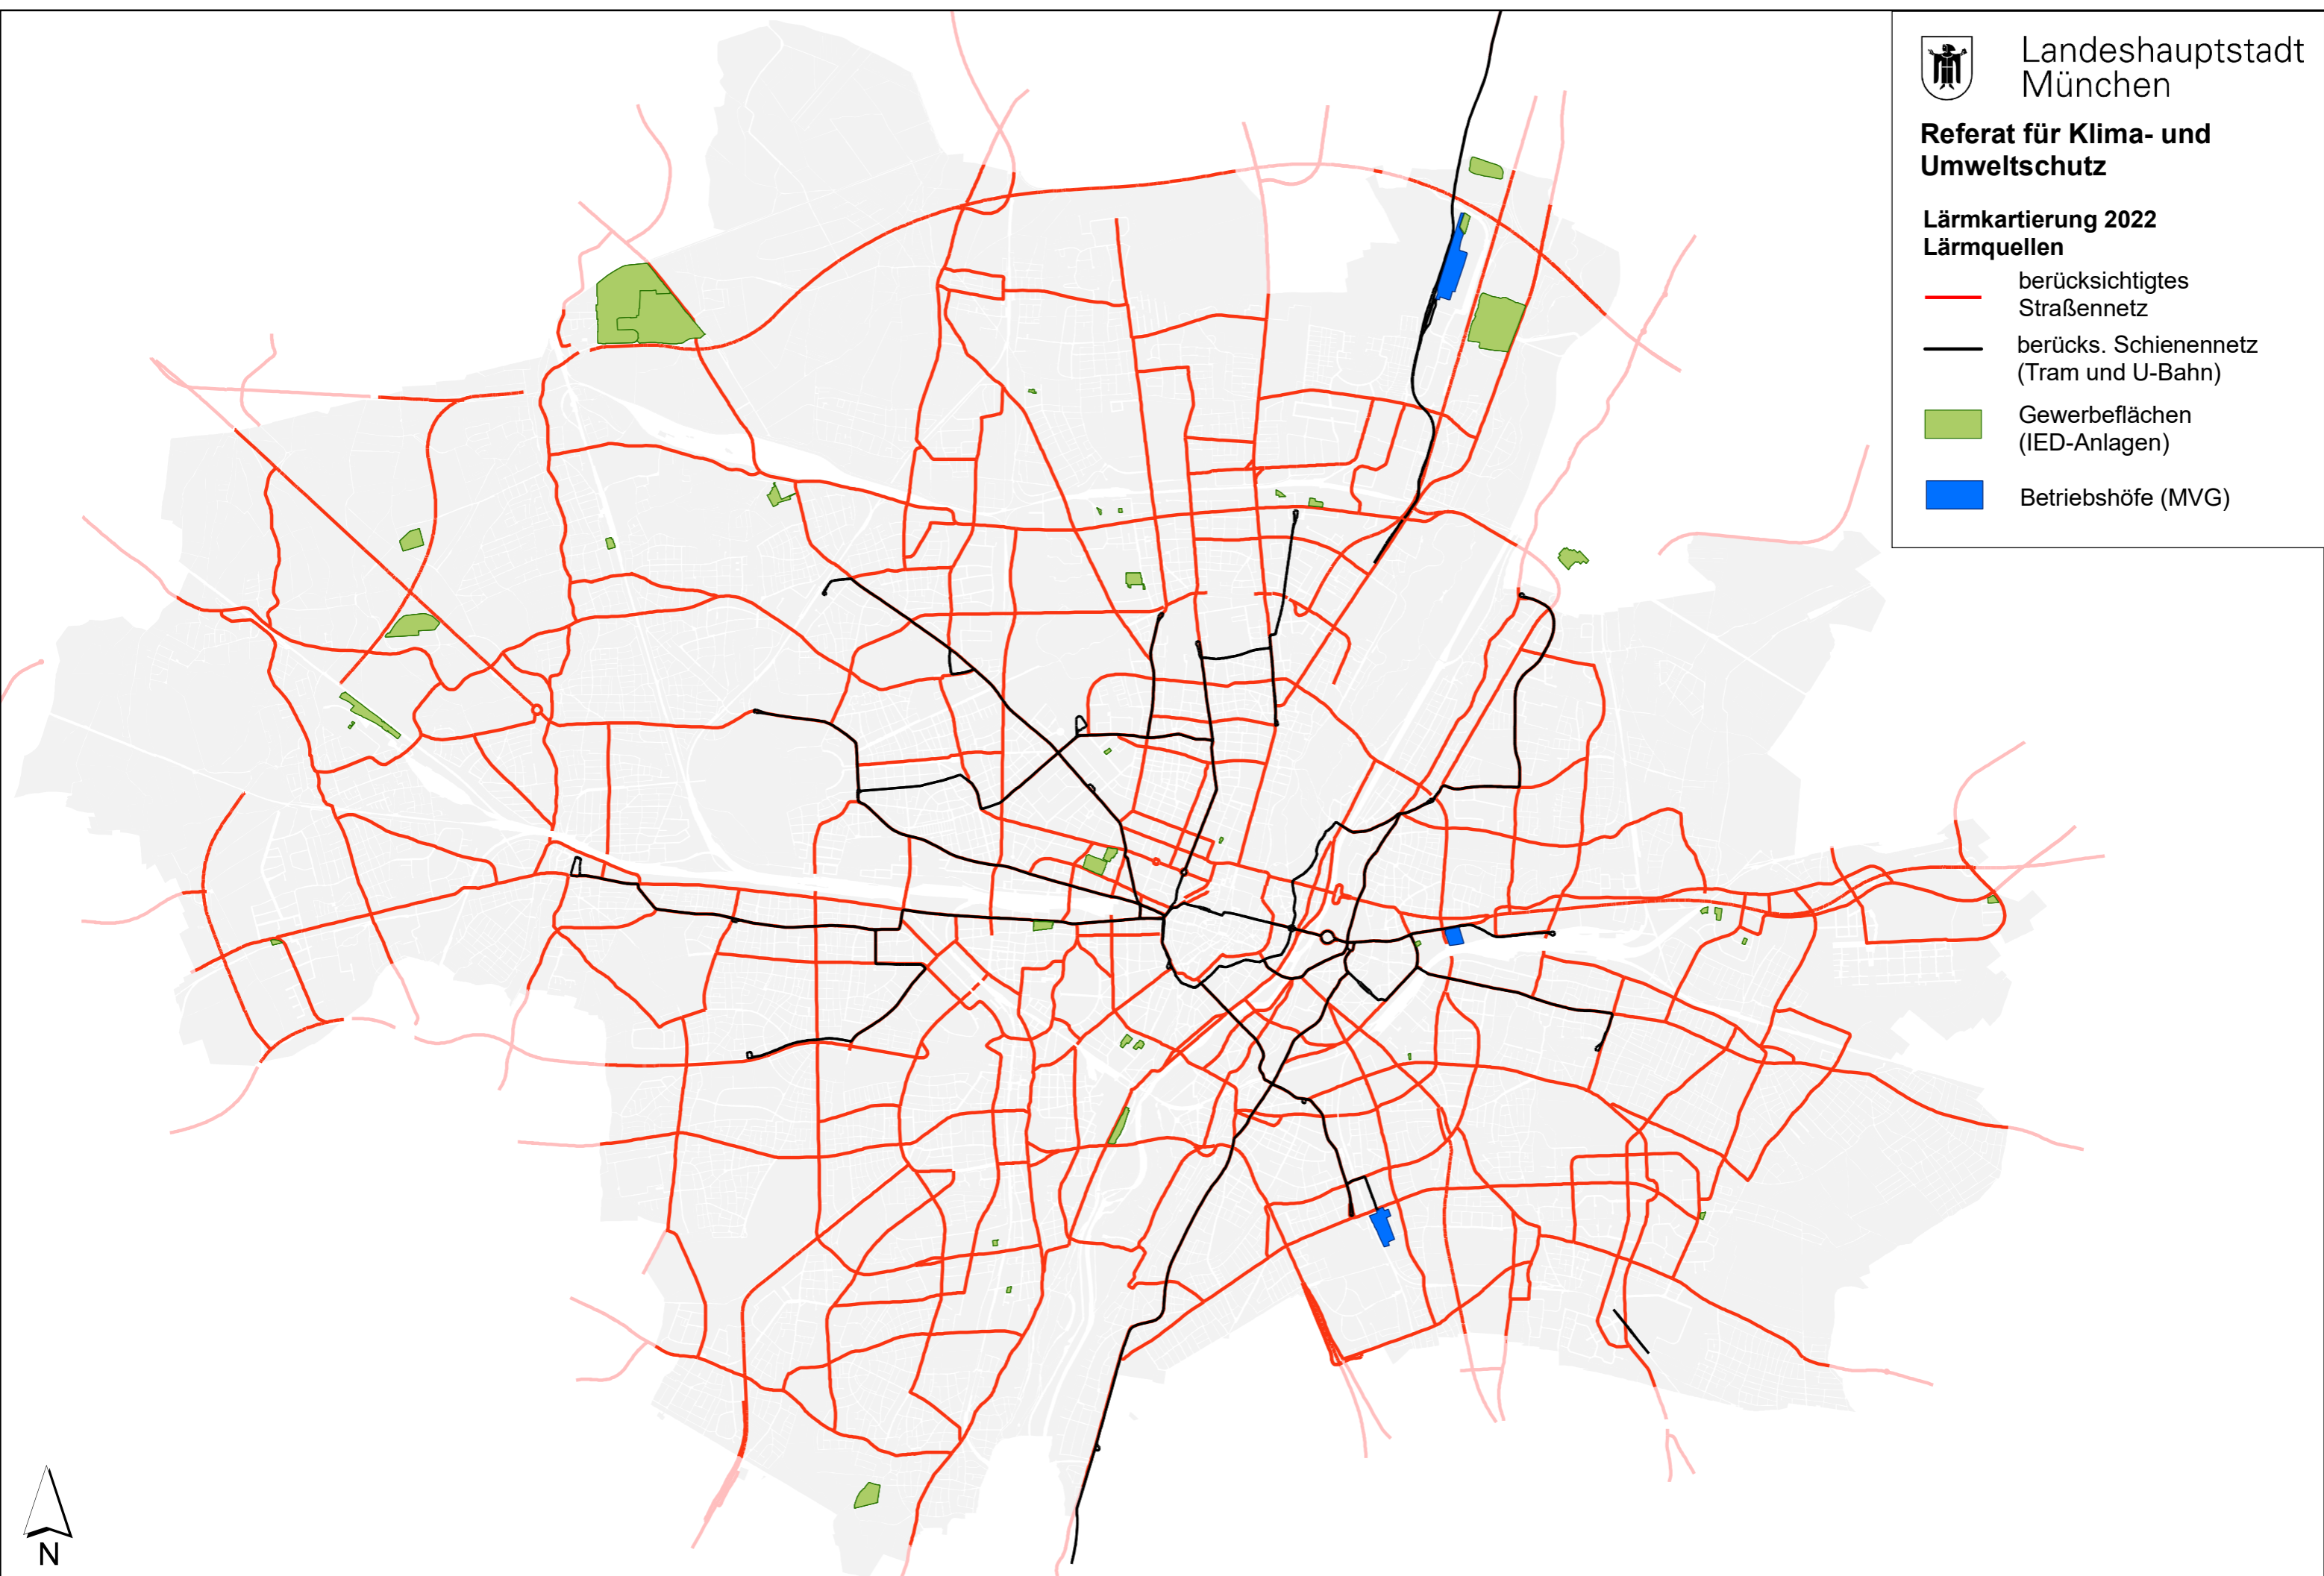 Landeshauptstadt
München
Referat für Klima- und
Umweltschutz
Lärmkartierung 2022
Lärmquellen
berücksichtigtes
Straßennetz
berücks. Schienennetz
(Tram und U-Bahn)
Gewerbeflächen
(IED-Anlagen)
Betriebshöfe (MVG)
N